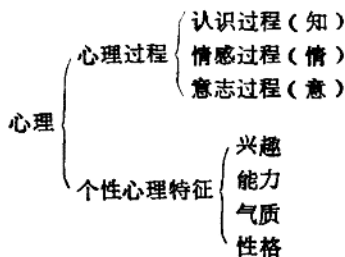 认识过程（知）
心理过程 情感过程（情）
意志过程（意）
心理
兴趣
能力
个性心理特征
气质
性格